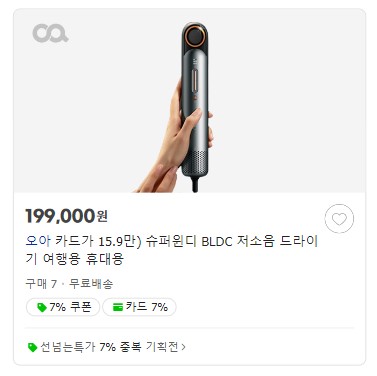 oa
199,000원
오아 카드가 15.9만) 슈퍼윈디 BLDC 저소음 드라이
기 여행용 휴대용
구매 7 · 무료배송
7% 쿠폰 카드 7%
선넘는특가 7% 중복 기획전 >